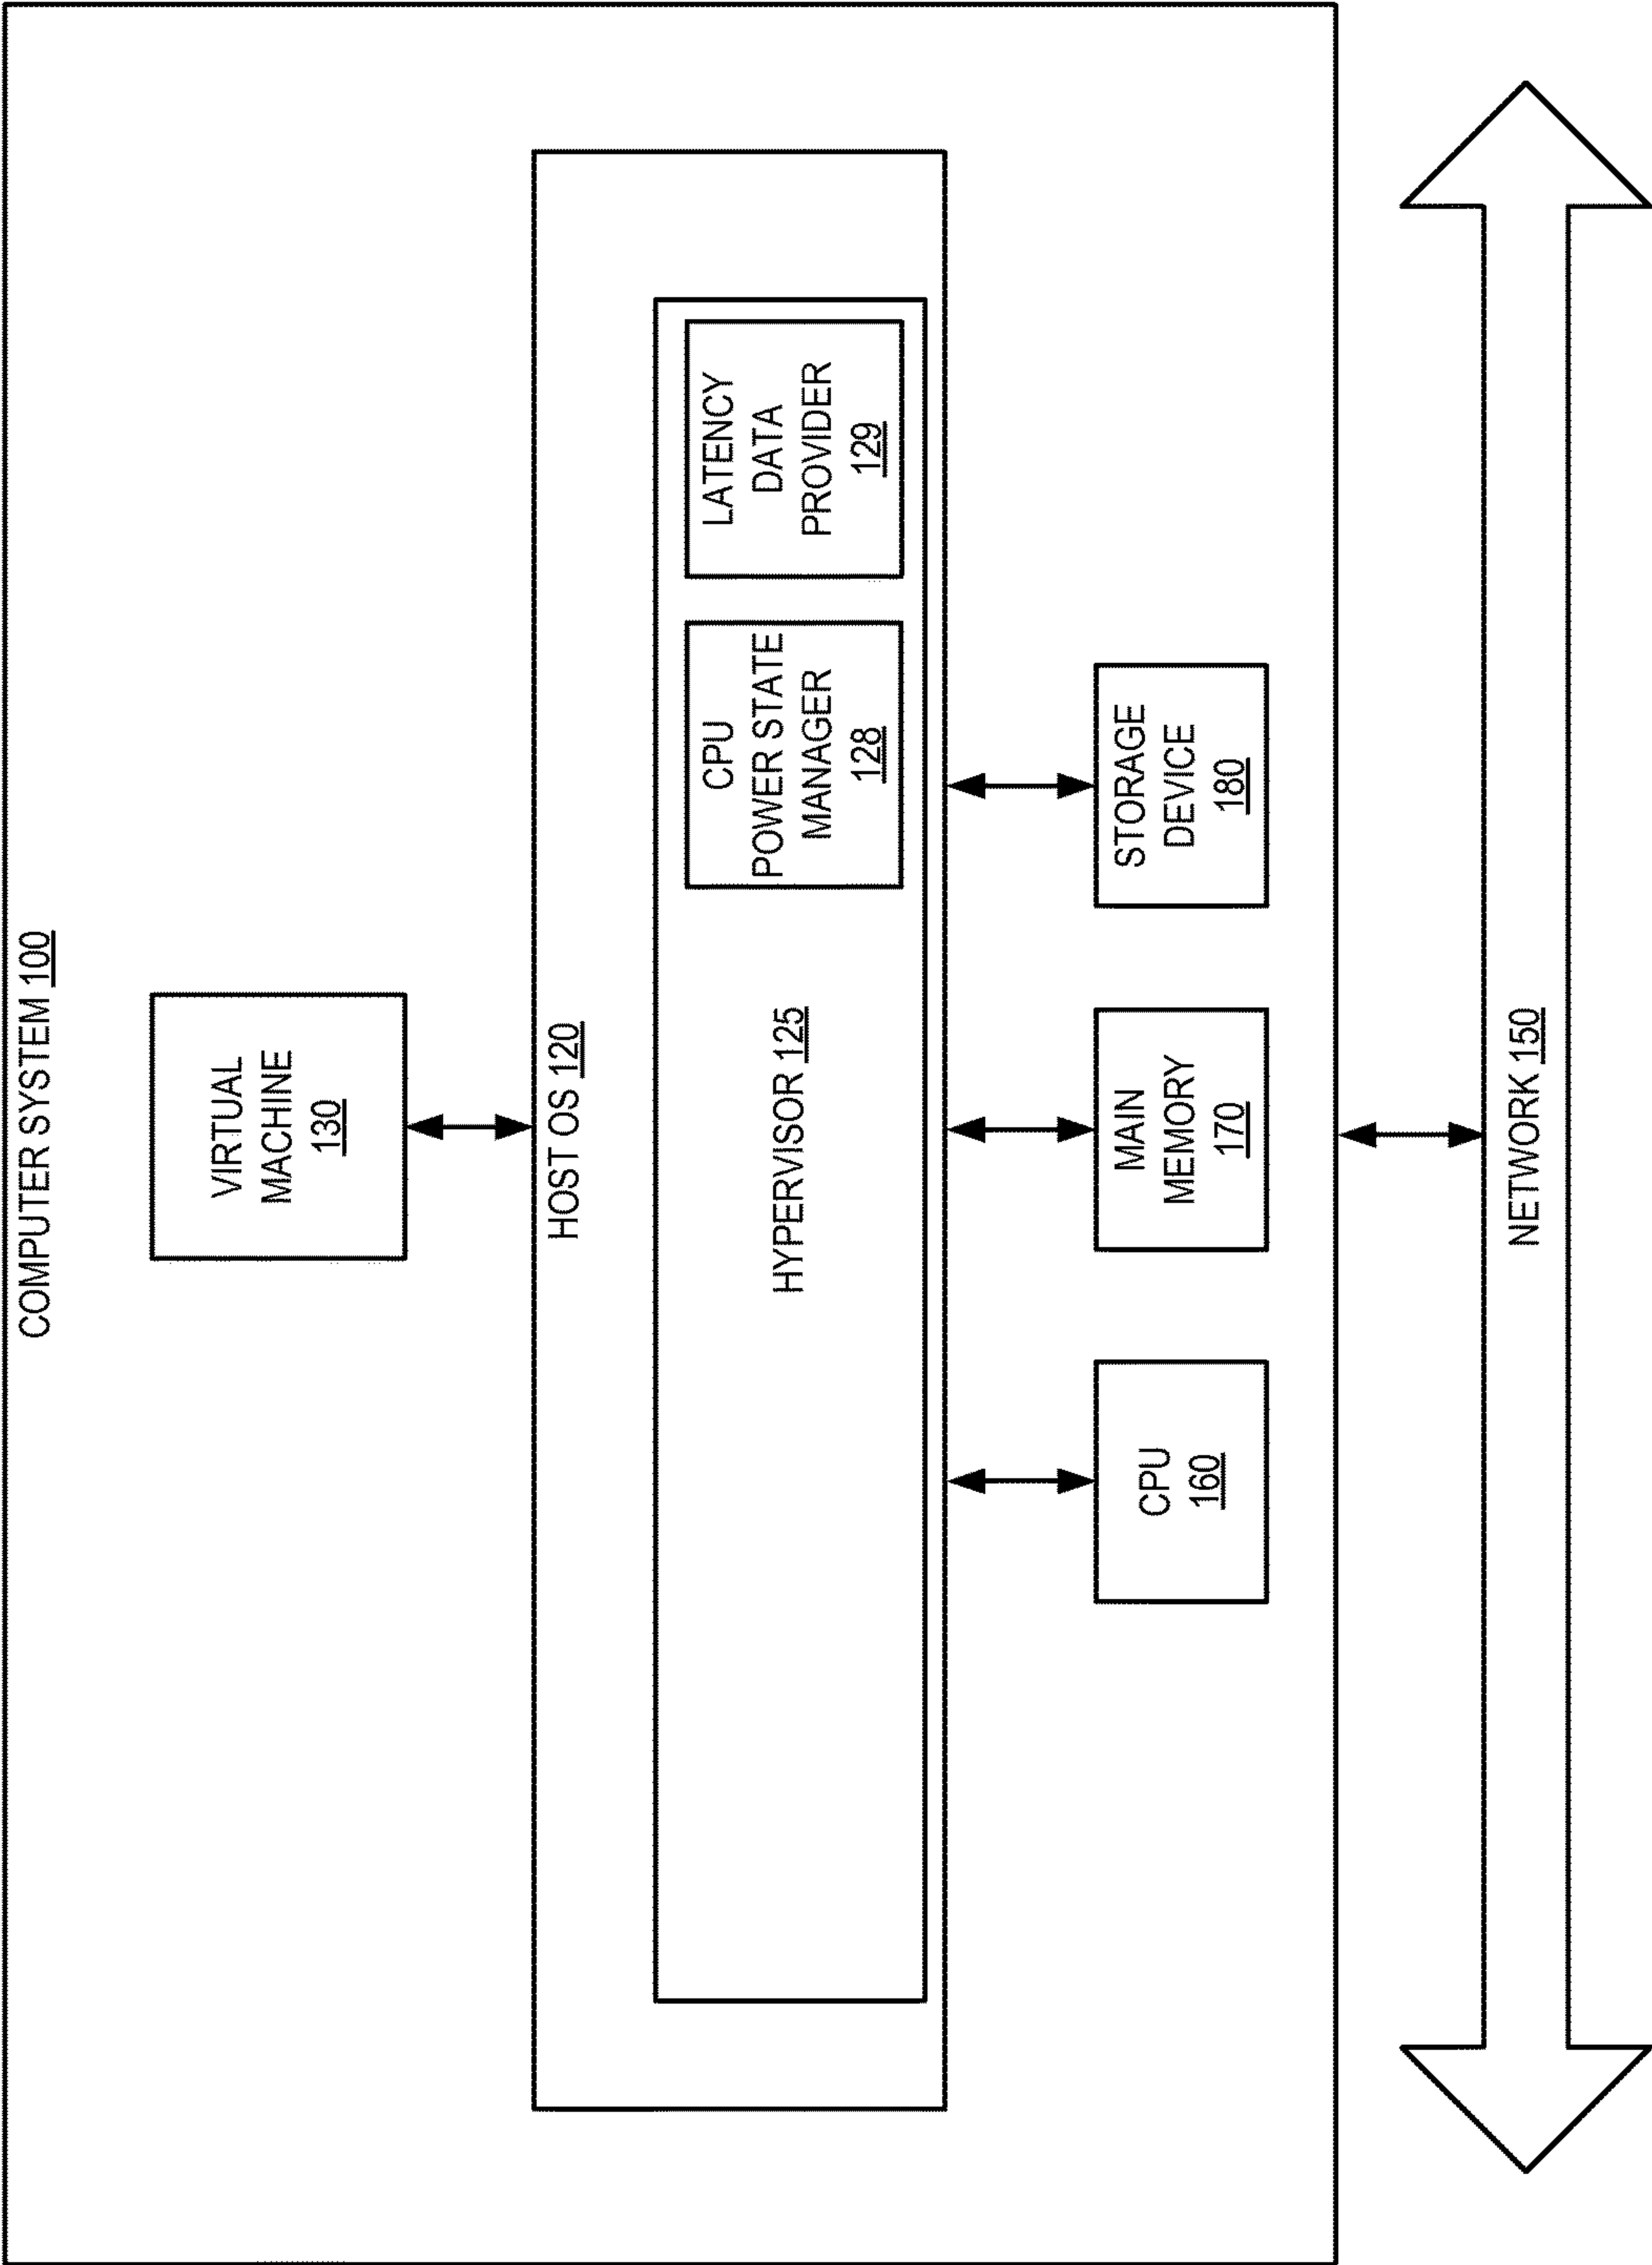 COMPUTER SYSTEM 100
VIRTUAL
MACHINE
130
HOST OS 120
HYPERVISOR 125
CPU
POWER STATE
MANAGER
128
LATENCY
DATA
PROVIDER
129
CPU
160
MAIN
MEMORY
170
STORAGE
DEVICE
180
NETWORK 150